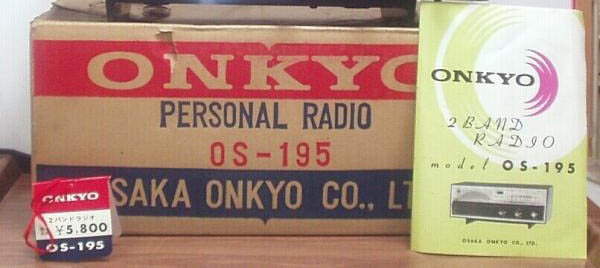 ONKYO
PERSONAL RADIO
OS-195
OSAKA ONKYO CO., LT
ONKYO
2バンドラジオ
¥5,800
OS-195
ONKYO
2 BAND
RADIO
model OS-195
OSAKA ONKYO CO., LTD.